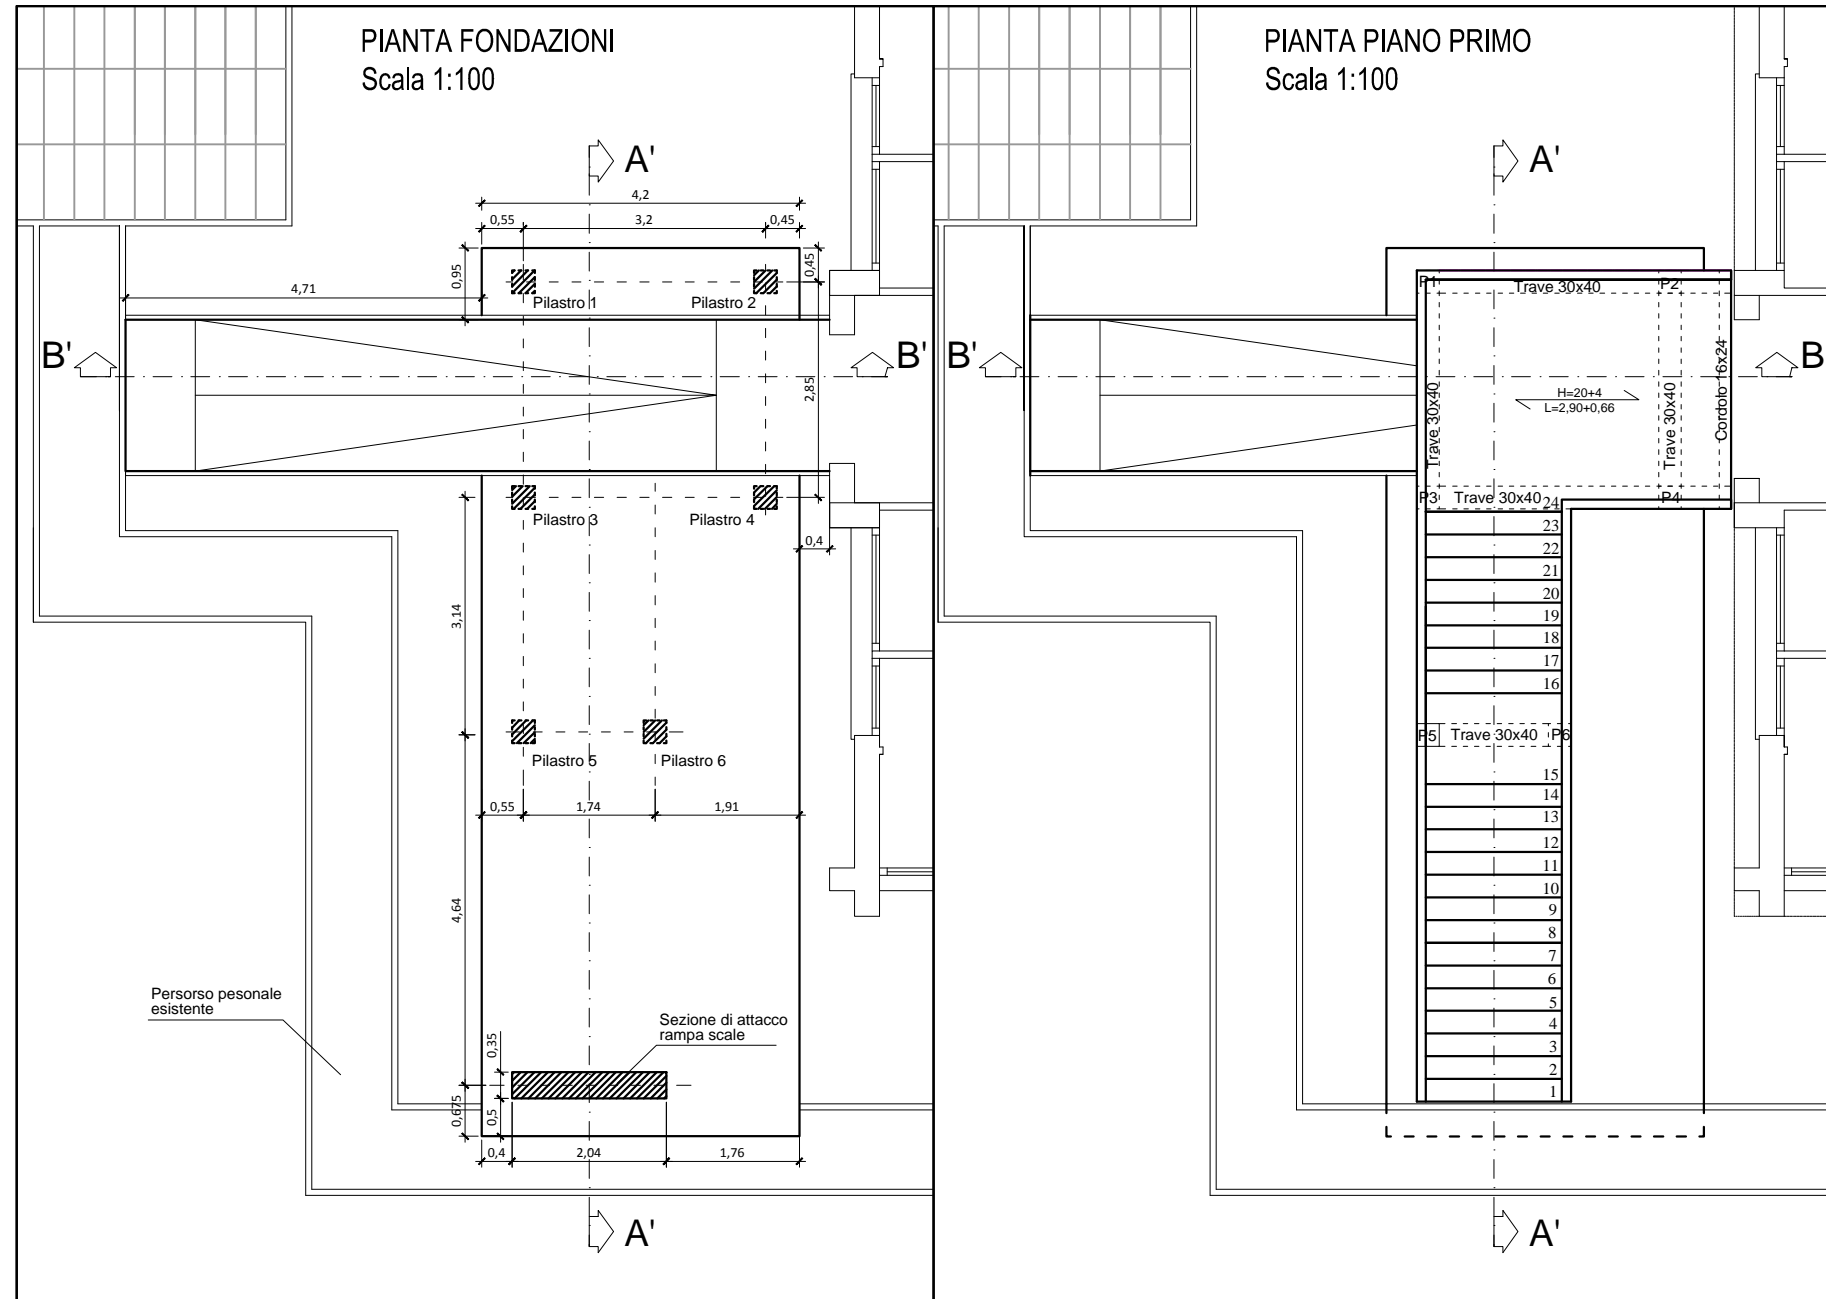 PIANTA FONDAZIONI
Scala 1:100
A'
4,2
0,55
3,2
0,45
0,95
0,45
4,71
Pilastro 1
Pilastro 2
B'
B'
2,85
Pilastro 3
Pilastro 4
0,4
3,14
Pilastro 5
Pilastro 6
0,55
1,74
1,91
4,64
Persorso pesonale
esistente
Sezione di attacco
rampa scale
0,35
0,675
0,5
0,4
2,04
1,76
A'
PIANTA PIANO PRIMO
Scala 1:100
A'
P1
Trave 30x40
P2
B'
B
H=20+4
L=2,90+0,66
Trave 30x40
Trave 30x40
Cordolo 16x24
P3
Trave 30x40
P4
24
23
22
21
20
19
18
17
16
P5
Trave 30x40
P6
15
14
13
12
11
10
9
8
7
6
5
4
3
2
1
A'